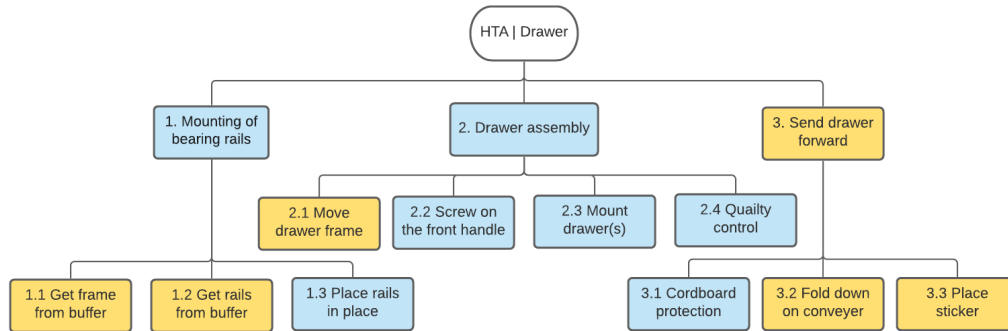 HTA | Drawer
1. Mounting of
bearing rails
2. Drawer assembly
3. Send drawer
forward
2.1 Move
drawer frame
2.2 Screw on
the front handle
2.3 Mount
drawer(s)
2.4 Quailty
control
1.1 Get frame
from buffer
1.2 Get rails
from buffer
1.3 Place rails
in place
3.1 Cordboard
protection
3.2 Fold down
on conveyer
3.3 Place
sticker